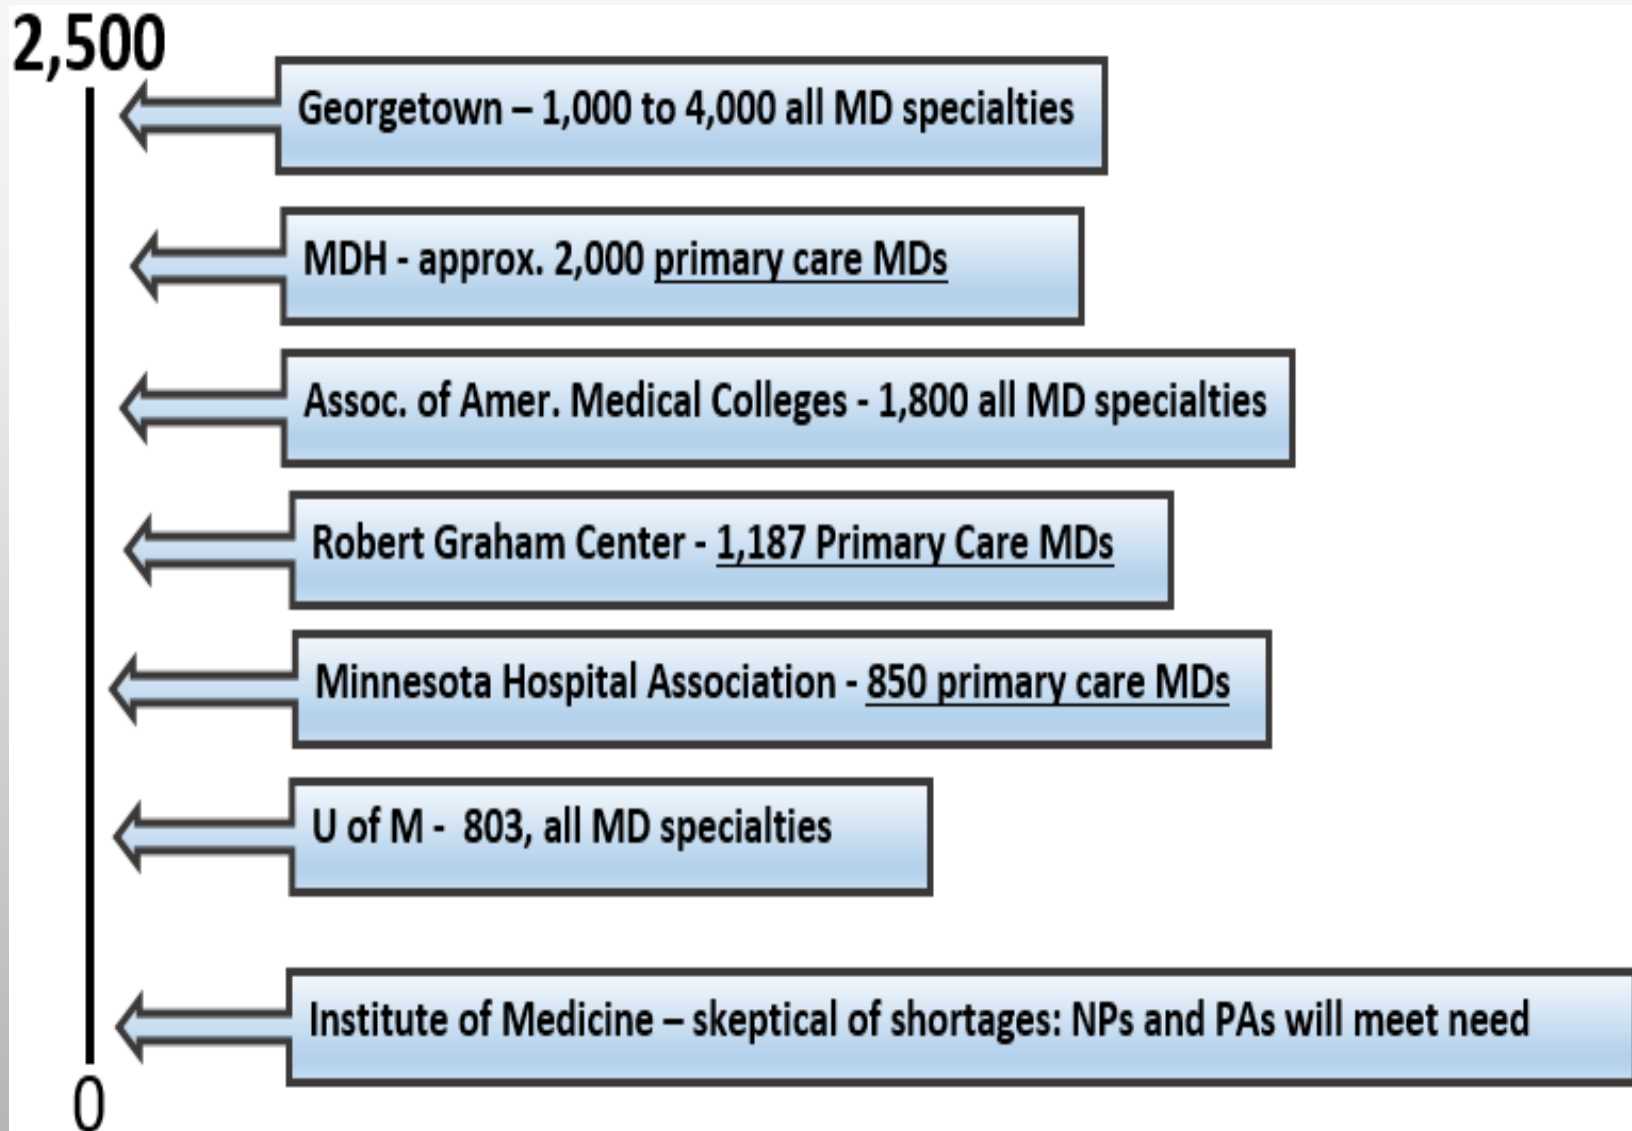 2,500
Georgetown – 1,000 to 4,000 all MD specialties
MDH - approx. 2,000 primary care MDs
Assoc. of Amer. Medical Colleges - 1,800 all MD specialties
Robert Graham Center - 1,187 Primary Care MDs
Minnesota Hospital Association - 850 primary care MDs
U of M -  803, all MD specialties
Institute of Medicine – skeptical of shortages: NPs and PAs will meet need
0